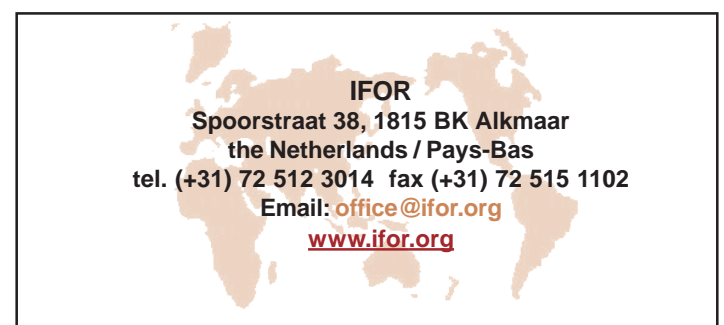 IFOR
Spoorstraat 38, 1815 BK Alkmaar
the Netherlands / Pays-Bas
tel. (+31) 72 512 3014 fax (+31) 72 515 1102
Email: office@ifor.org
www.ifor.org